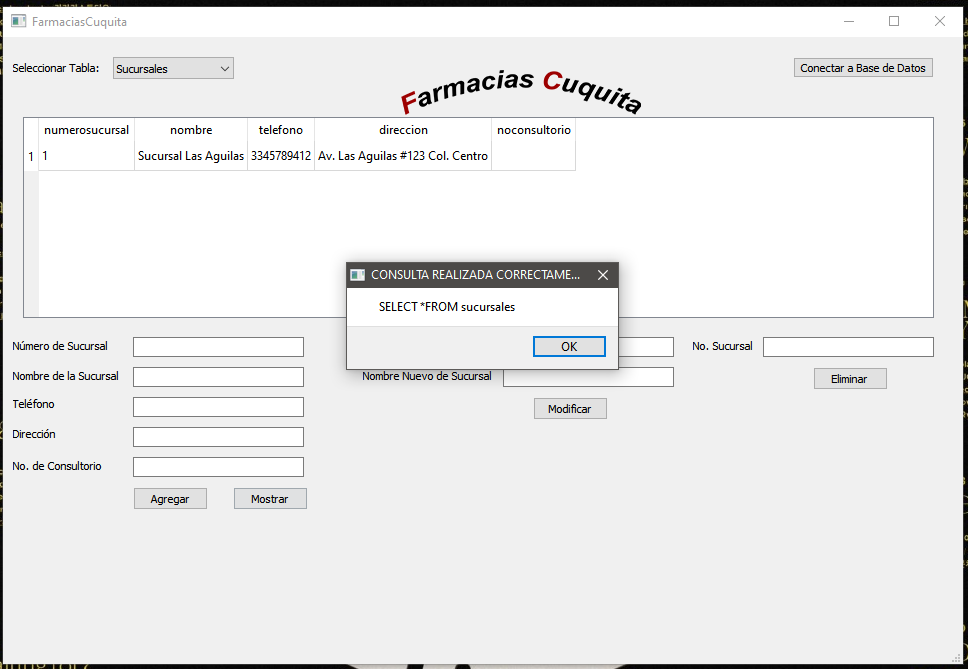 FarmaciasCuquita
Seleccionar Tabla: Sucursales Conectar a Base de Datos
Farmacias Cuquita
numerosucursal nombre telefono direccion noconsultorio
1 1 Sucursal Las Aguilas 3345789412 Av. Las Aguilas #123 Col. Centro
CONSULTA REALIZADA CORRECTAME...
SELECT *FROM sucursales
OK
Número de Sucursal No. Sucursal
Nombre de la Sucursal Nombre Nuevo de Sucursal Eliminar
Teléfono Modificar
Dirección
No. de Consultorio
Agregar Mostrar